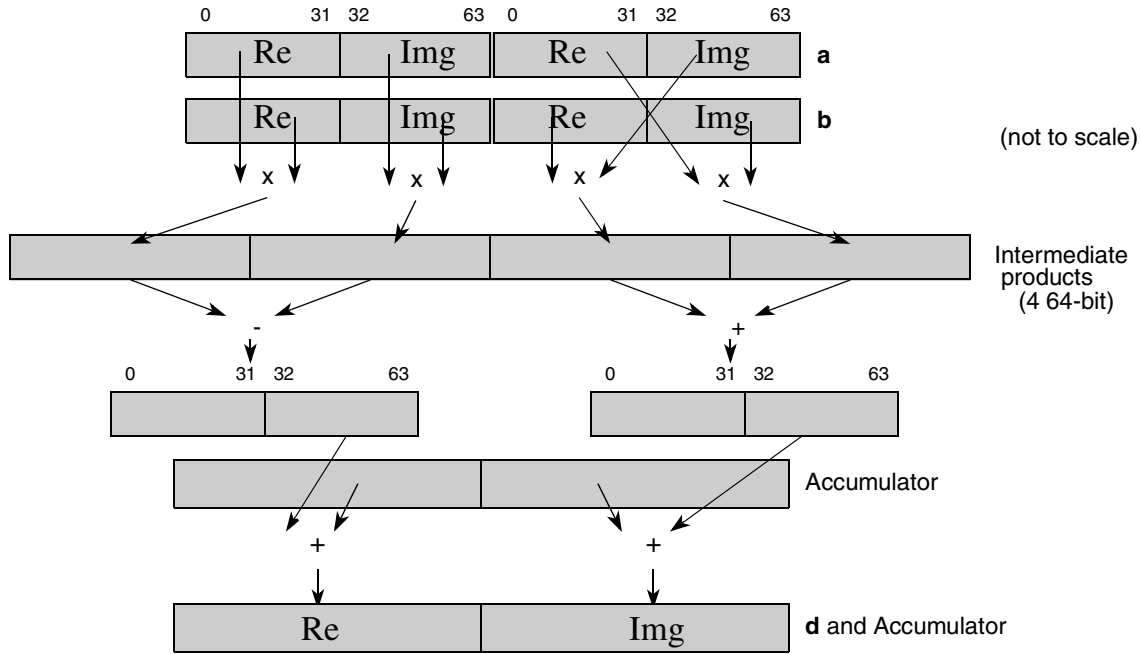 0 31 32 63 0 31 32 63
Re Img Re Img a
Re Img Re Img b
(not to scale)
x x x x
Intermediate
products
(4 64-bit)
- +
0 31 32 63 0 31 32 63
Accumulator
+ +
Re Img d and Accumulator